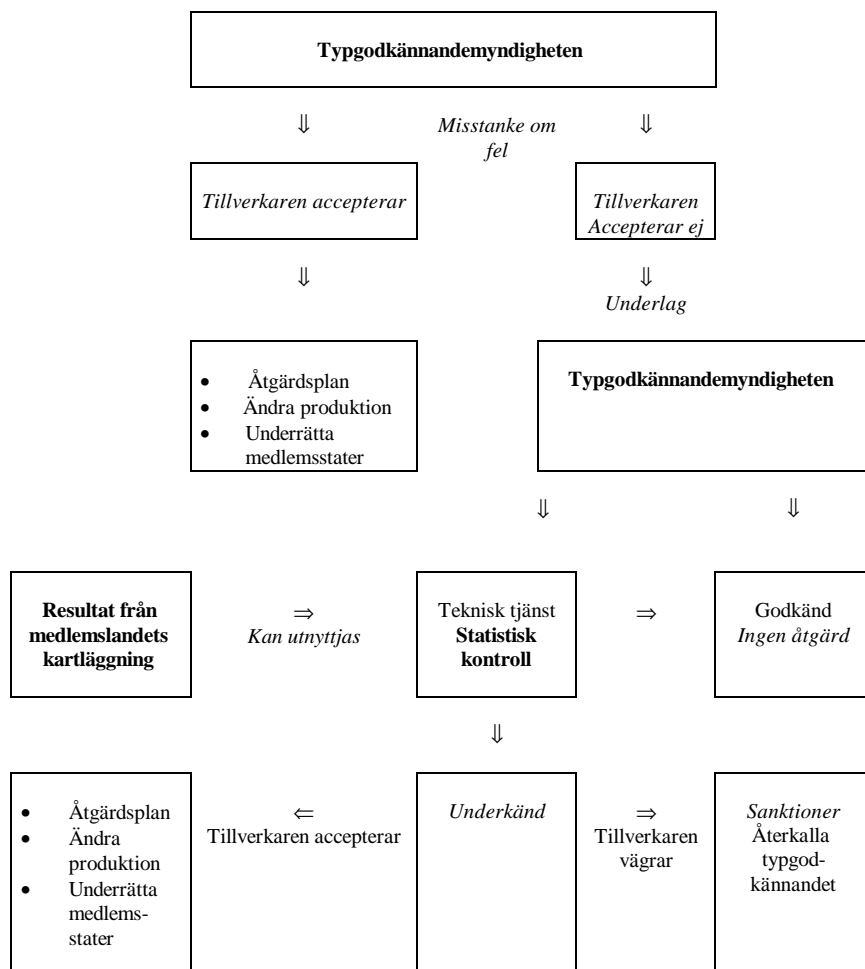 Typgodkännandemyndigheten
⇓
Misstanke om
fel
⇓
Tillverkaren accepterar
Tillverkaren
Accepterar ej
⇓
⇓
Underlag
• Åtgärdsplan
• Ändra produktion
• Underrätta
medlemsstater
Typgodkännandemyndigheten
⇓
⇓
Resultat från
medlemslandets
kartläggning
⇒
Kan utnyttjas
Teknisk tjänst
Statistisk
kontroll
⇒
Godkänd
Ingen åtgärd
⇓
• Åtgärdsplan
• Ändra
produktion
• Underrätta
medlems-
stater
⇐
Tillverkaren accepterar
Underkänd
⇒
Tillverkaren
vägrar
Sanktioner
Återkalla
typgod-
kännandet